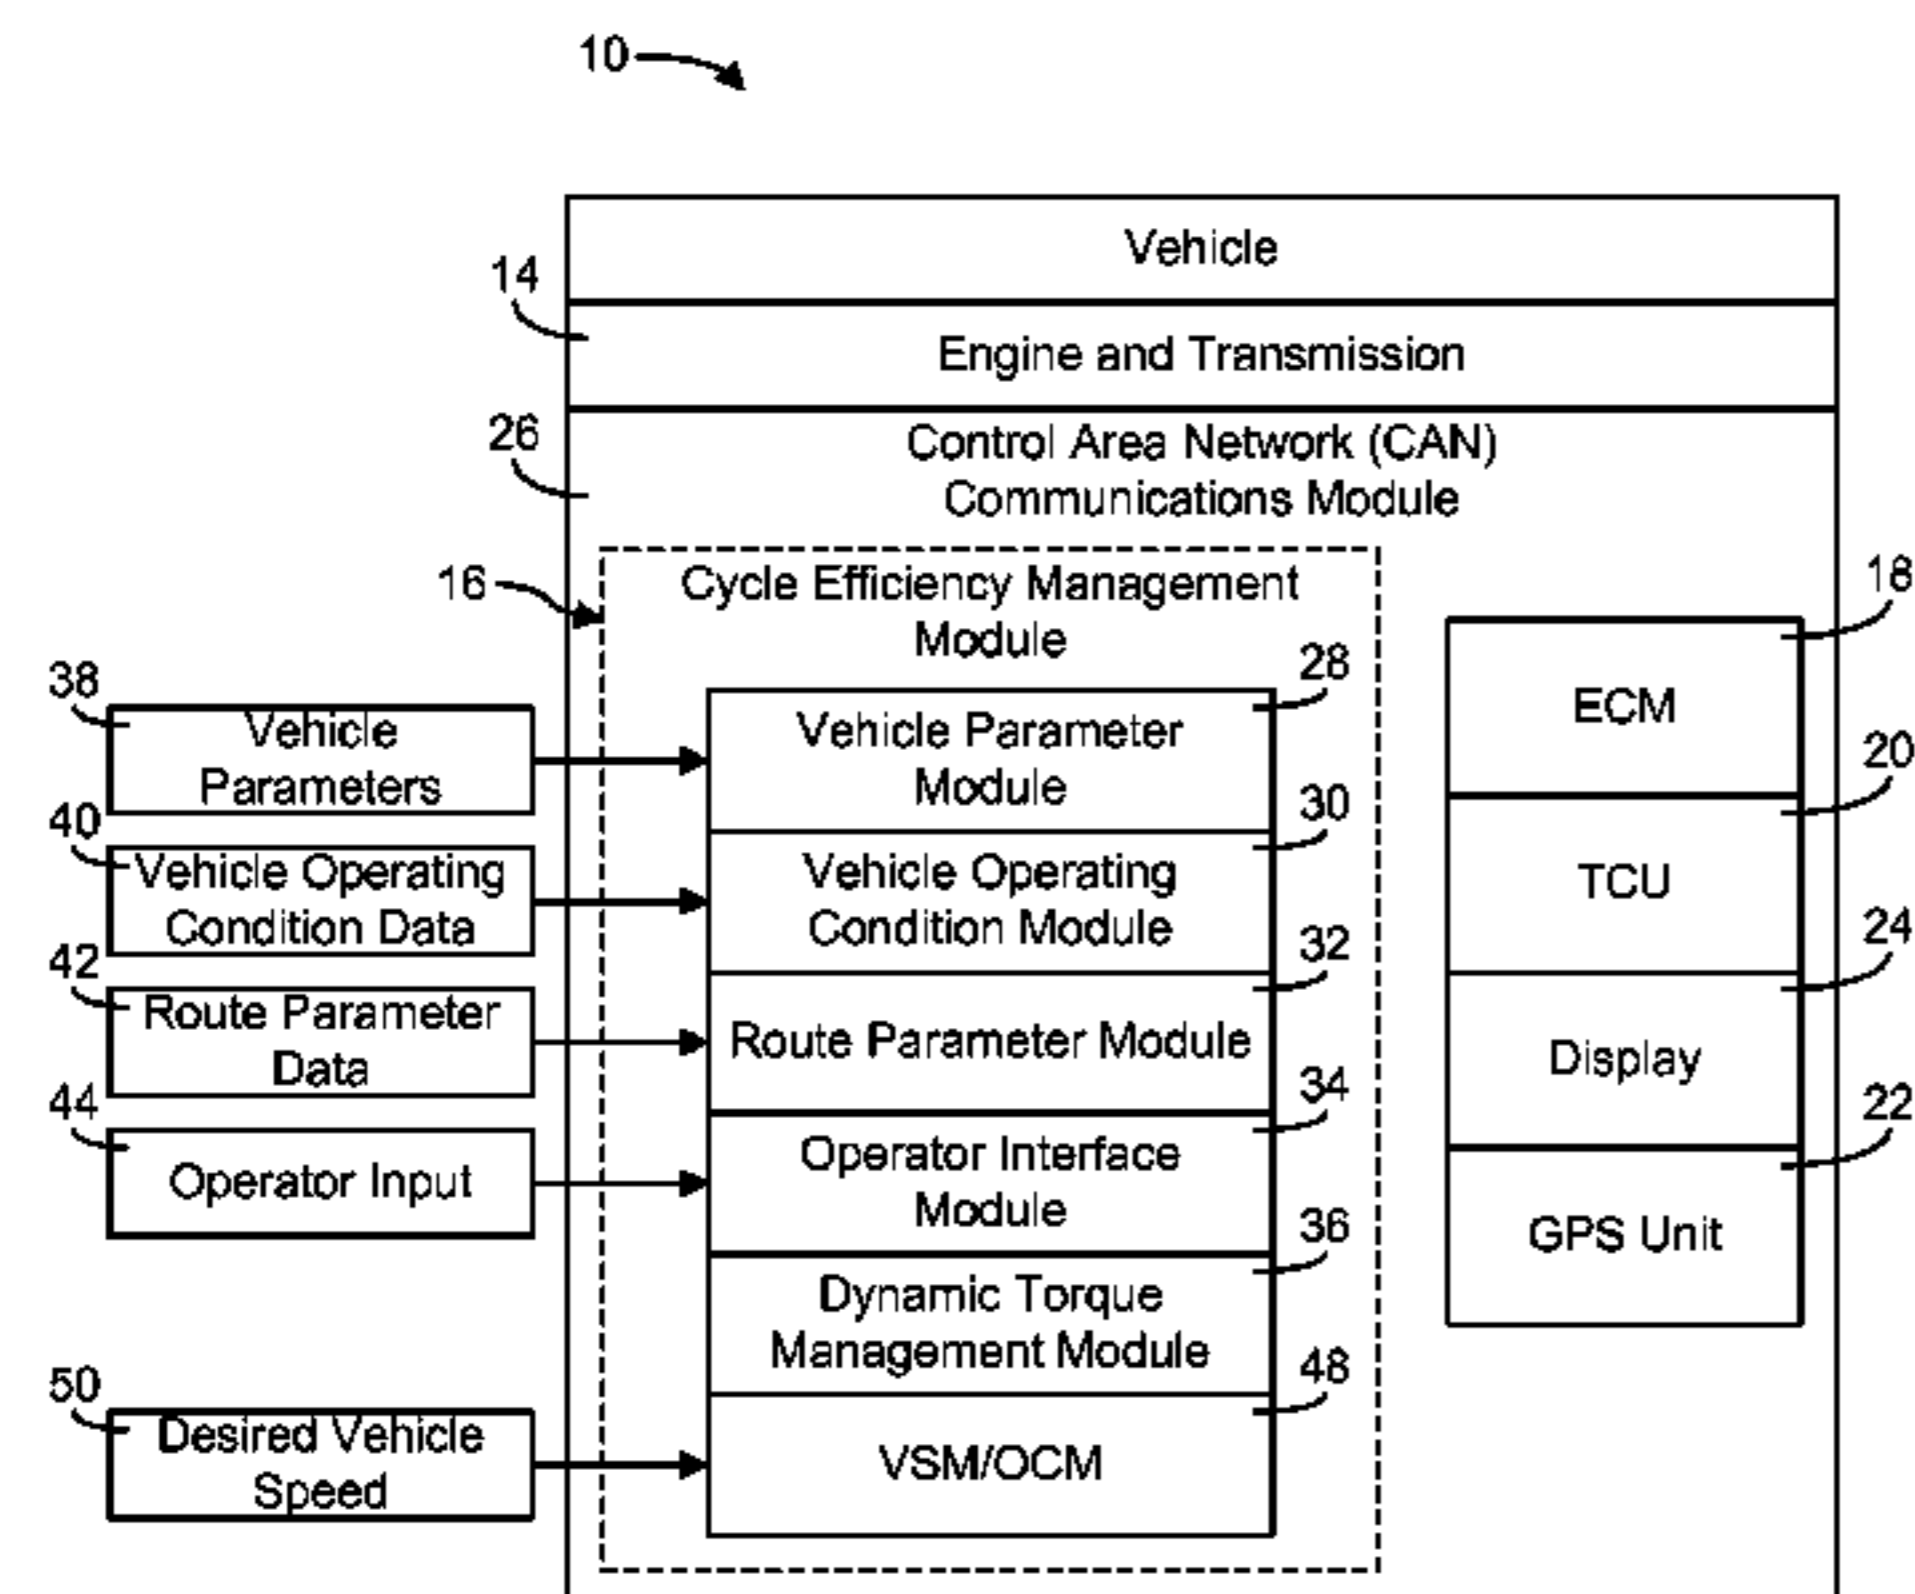 10
Vehicle
14
Engine and Transmission
26
Control Area Network (CAN)
Communications Module
16
Cycle Efficiency Management
Module
18
28
38
Vehicle
Parameters
Vehicle Parameter
Module
ECM
20
40
30
Vehicle Operating
Condition Data
Vehicle Operating
Condition Module
TCU
24
42
32
Route Parameter
Data
Route Parameter Module
Display
22
44
34
Operator Input
Operator Interface
Module
GPS Unit
36
Dynamic Torque
Management Module
50
48
Desired Vehicle
Speed
VSM/OCM